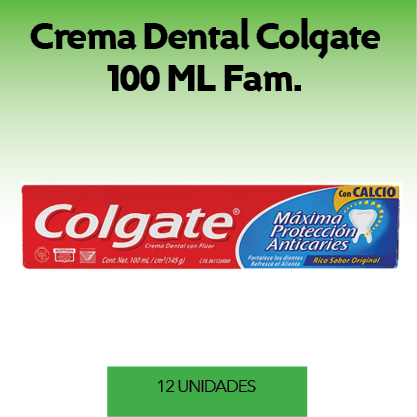 Crema Dental Colgate
100 ML Fam.
Con CALCIO
Colgate®
Máxima
Protección
Anticaries
Crema Dental con Flúor
Cont. Net. 100 mL / cm³ (145 g)
Fortalece los dientes
Refresca el Aliento
Rico Sabor Original
12 UNIDADES